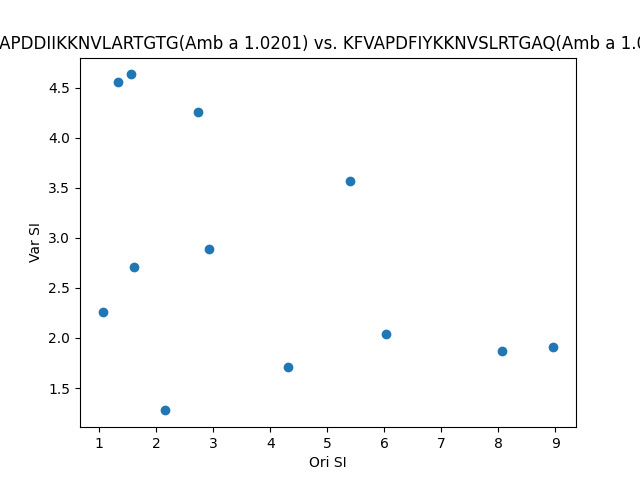 APDDIIKKNVLARTGTG(Amb a 1.0201) vs. KFVAPDFIYKKNVSLRTGAQ(Amb a 1.0
4.5
4.0
3.5
3.0
2.5
2.0
1.5
Var SI
1 2 3 4 5 6 7 8 9
Ori SI